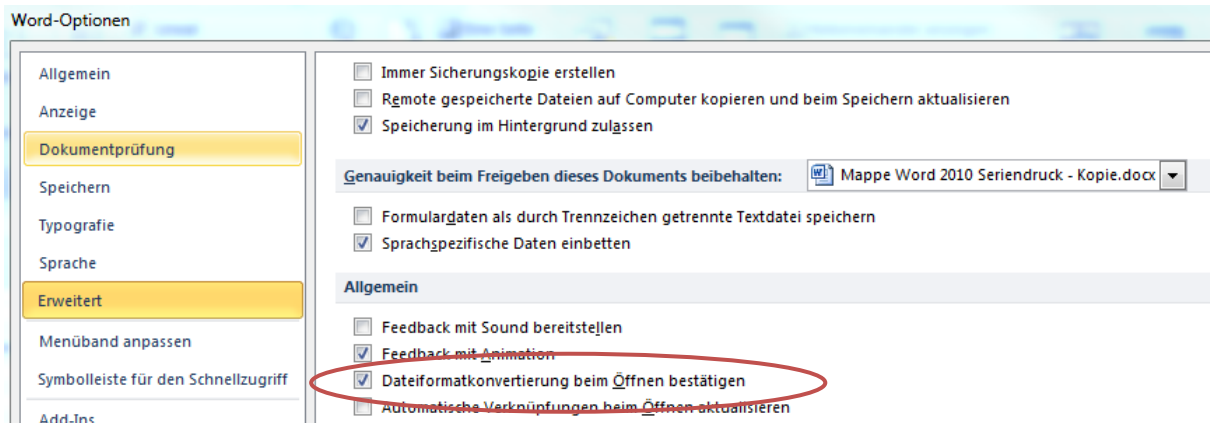 Word-Optionen
Allgemein
Anzeige
Dokumentprüfung
Speichern
Typografie
Sprache
Erweitert
Menüband anpassen
Symbolleiste für den Schnellzugriff
Add-Ins
Immer Sicherungskopie erstellen
Remote gespeicherte Dateien auf Computer kopieren und beim Speichern aktualisieren
Speicherung im Hintergrund zulassen
Genauigkeit beim Freigeben dieses Dokuments beibehalten: Mappe Word 2010 Seriendruck - Kopie.docx
Formulardaten als durch Trennzeichen getrennte Textdatei speichern
Sprachspezifische Daten einbetten
Allgemein
Feedback mit Sound bereitstellen
Feedback mit Animation
Dateiformatkonvertierung beim Öffnen bestätigen
Automatische Verknüpfungen beim Öffnen aktualisieren